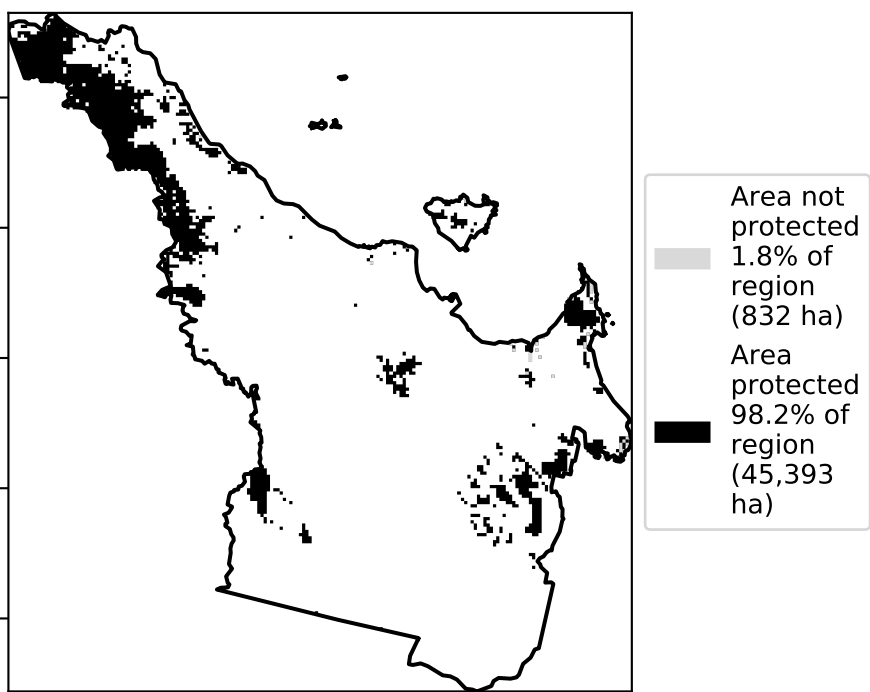 Area not
protected
1.8% of
region
(832 ha)
Area
protected
98.2% of
region
(45,393
ha)